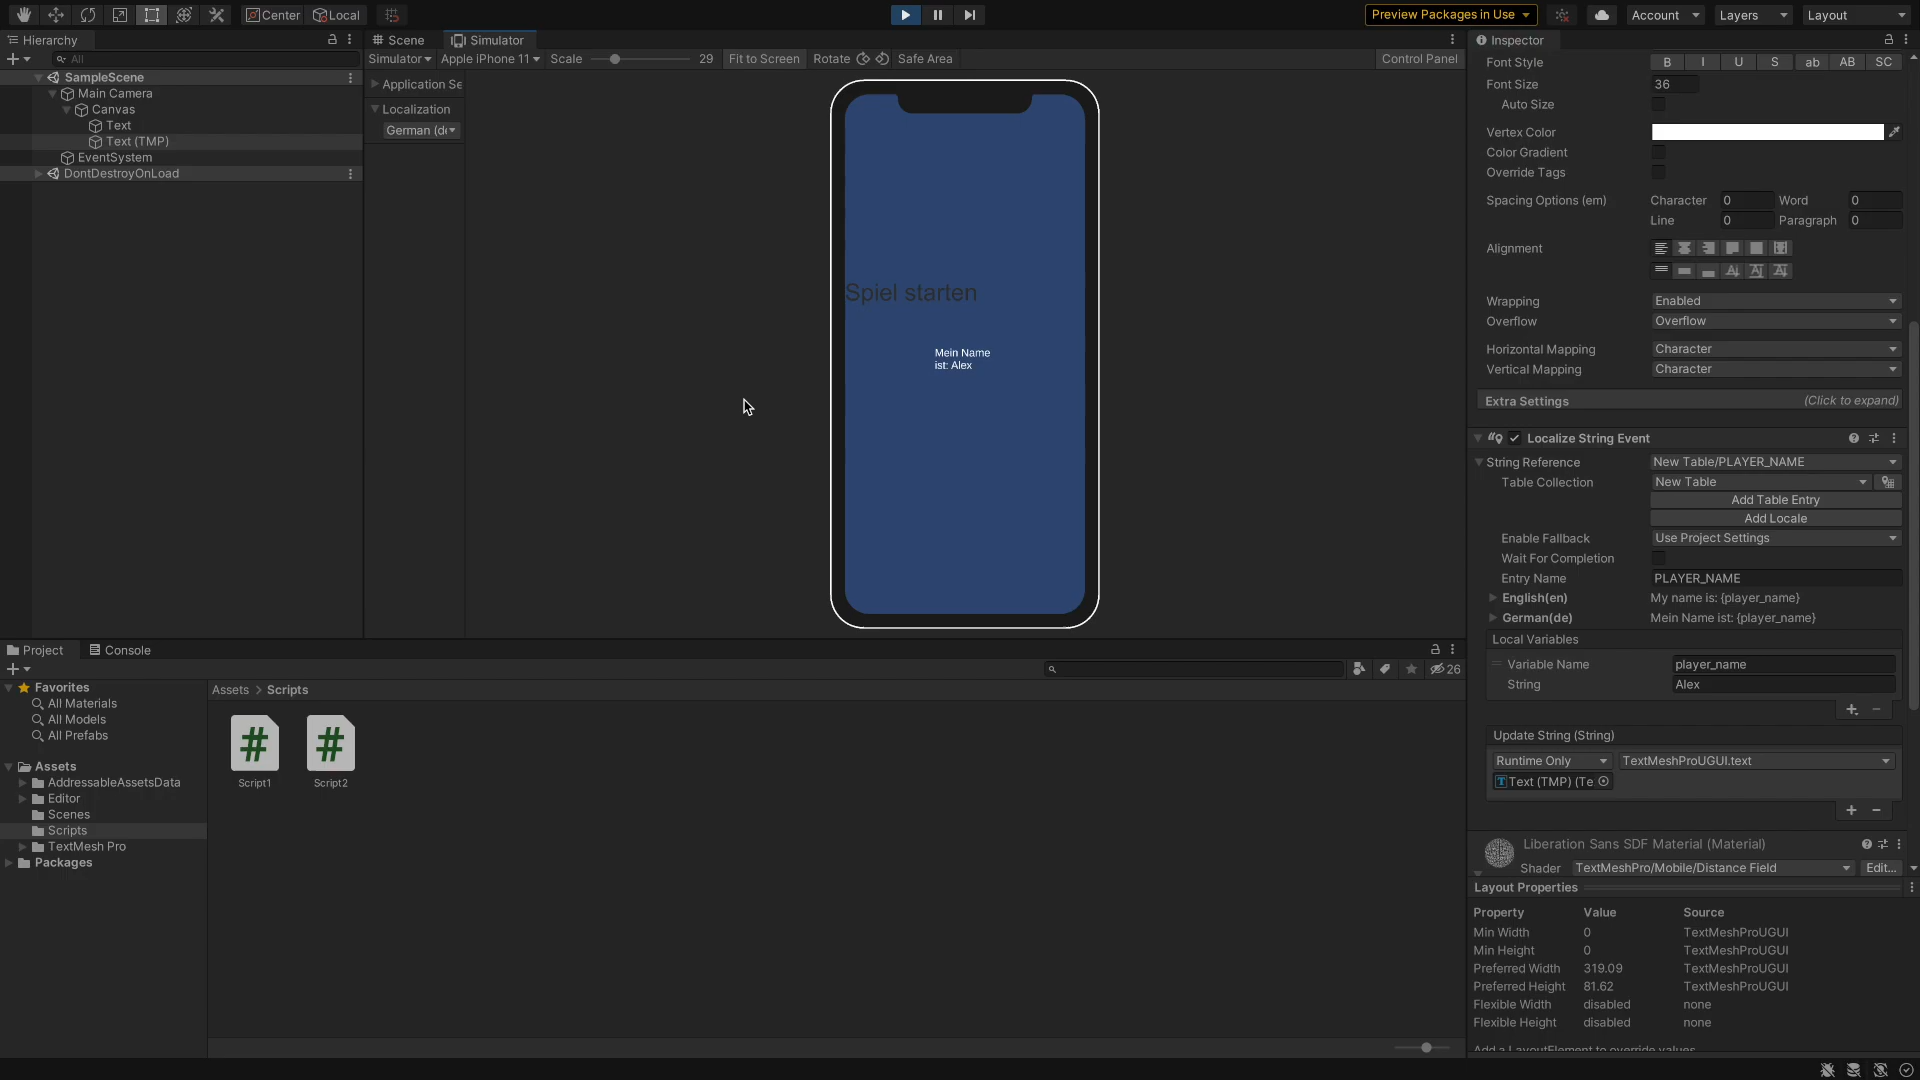 Center
Local
Preview Packages in Use
Account
Layers
Layout
Hierarchy
All
SampleScene
Main Camera
Canvas
Text
Text (TMP)
EventSystem
DontDestroyOnLoad
Scene
Simulator
Simulator
Apple iPhone 11
Scale
29
Fit to Screen
Rotate
Safe Area
Control Panel
Application Se
Localization
German (de
Spiel starten
Mein Name
ist: Alex
Inspector
Font Style
B I U S ab AB SC
Font Size 36
Auto Size
Vertex Color
Color Gradient
Override Tags
Spacing Options (em) Character 0 Word 0
Line 0 Paragraph 0
Alignment
Wrapping Enabled
Overflow Overflow
Horizontal Mapping Character
Vertical Mapping Character
Extra Settings (Click to expand)
Localize String Event
String Reference New Table/PLAYER_NAME
Table Collection New Table
Add Table Entry
Add Locale
Enable Fallback Use Project Settings
Wait For Completion
Entry Name PLAYER_NAME
English(en) My name is: {player_name}
German(de) Mein Name ist: {player_name}
Local Variables
Variable Name player_name
String Alex
Update String (String)
Runtime Only TextMeshProUGUI.text
Text (TMP) (Te
Liberation Sans SDF Material (Material)
Shader TextMeshPro/Mobile/Distance Field Edit...
Layout Properties
Property Value Source
Min Width 0 TextMeshProUGUI
Min Height 0 TextMeshProUGUI
Preferred Width 319.09 TextMeshProUGUI
Preferred Height 81.62 TextMeshProUGUI
Flexible Width disabled none
Flexible Height disabled none
Add a LayoutElement to override values
Project
Console
26
Favorites
All Materials
All Models
All Prefabs
Assets
AddressableAssetsData
Editor
Scenes
Scripts
TextMesh Pro
Packages
Assets > Scripts
Script1
Script2